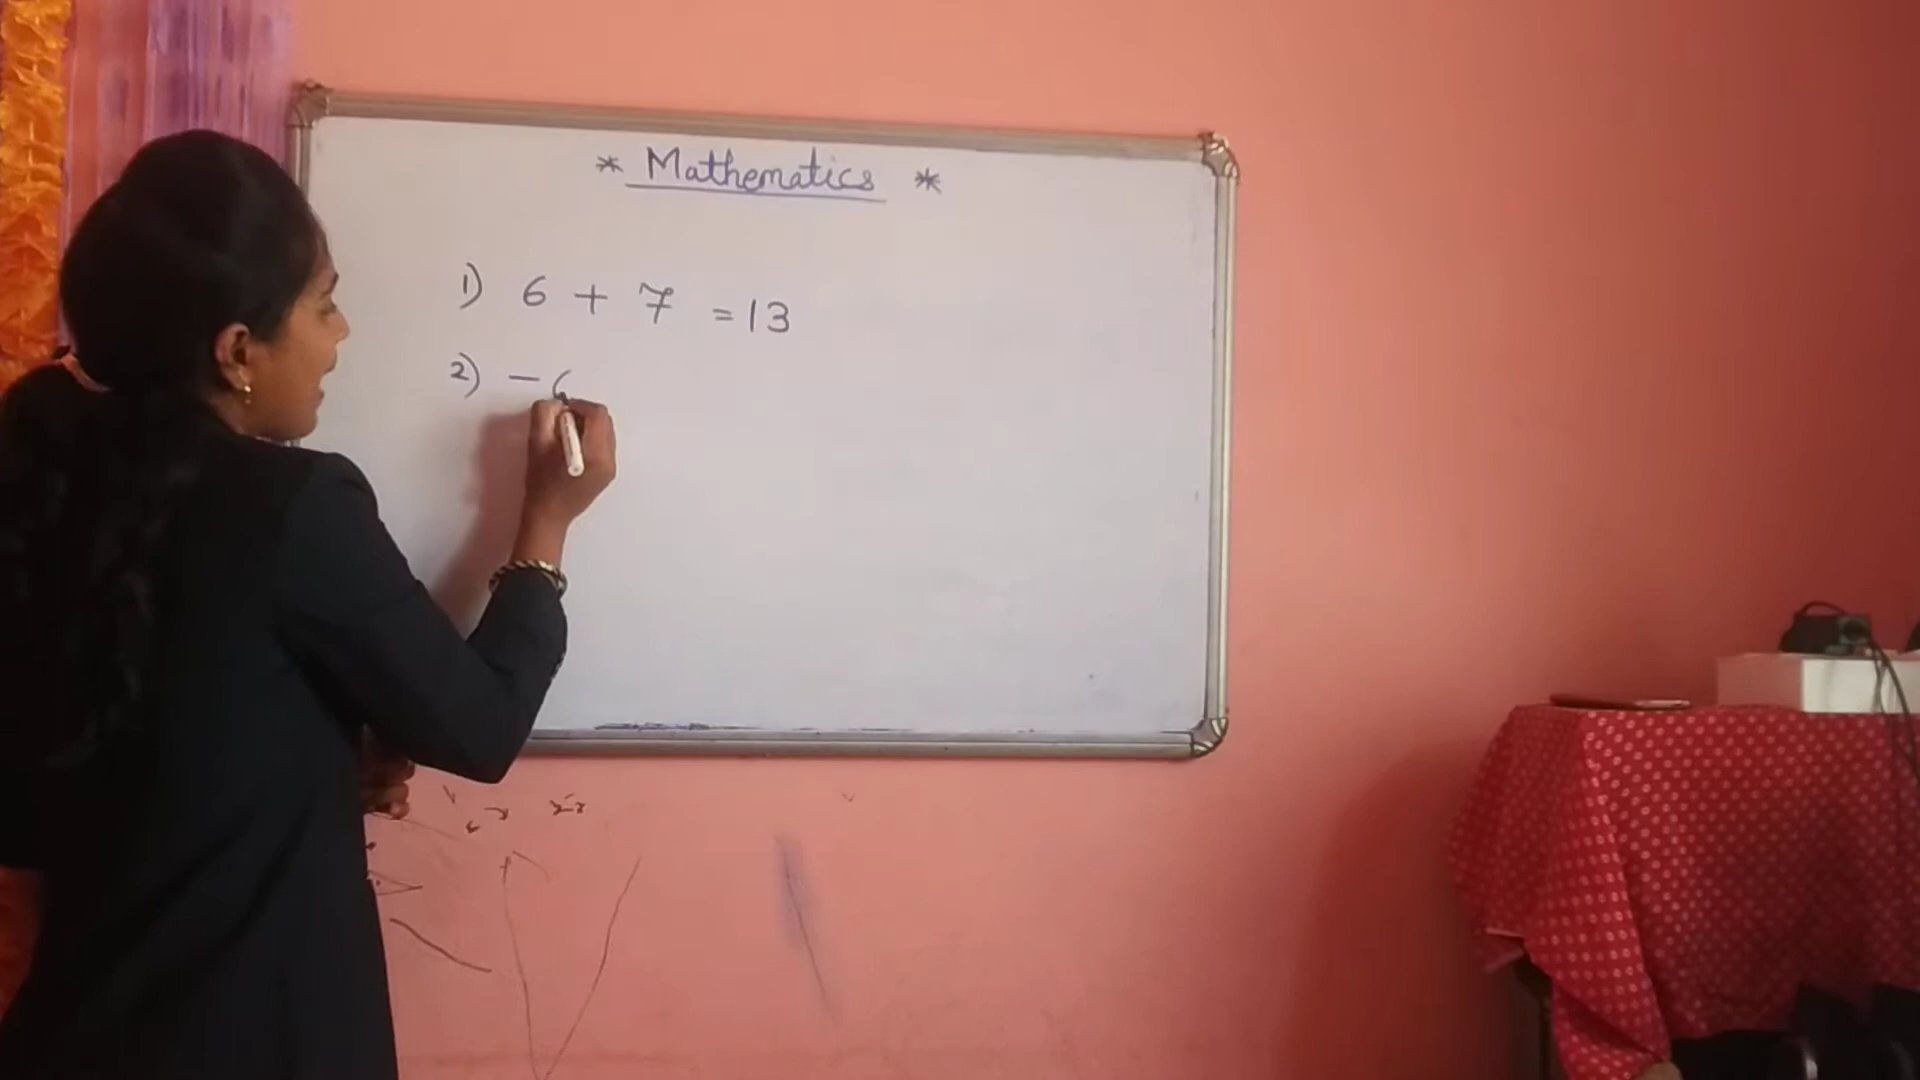 * Mathematics *
1) 6 + 7 = 13
2) - 6